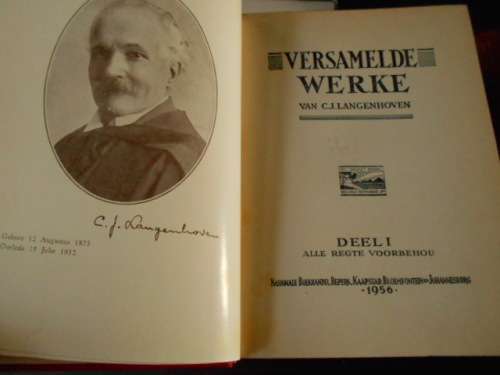 C. J. Langenhoven
Gebore 12 Augustus 1873
Oorlede 15 Julie 1932
VERSAMELDE
WERKE
VAN C.J. LANGENHOVEN
DEEL I
ALLE REGTE VOORBEHOU
NASIONALE BOEKHANDEL, BEPERK, KAAPSTAD, BLOEMFONTEIN EN JOHANNESBURG
·1956·